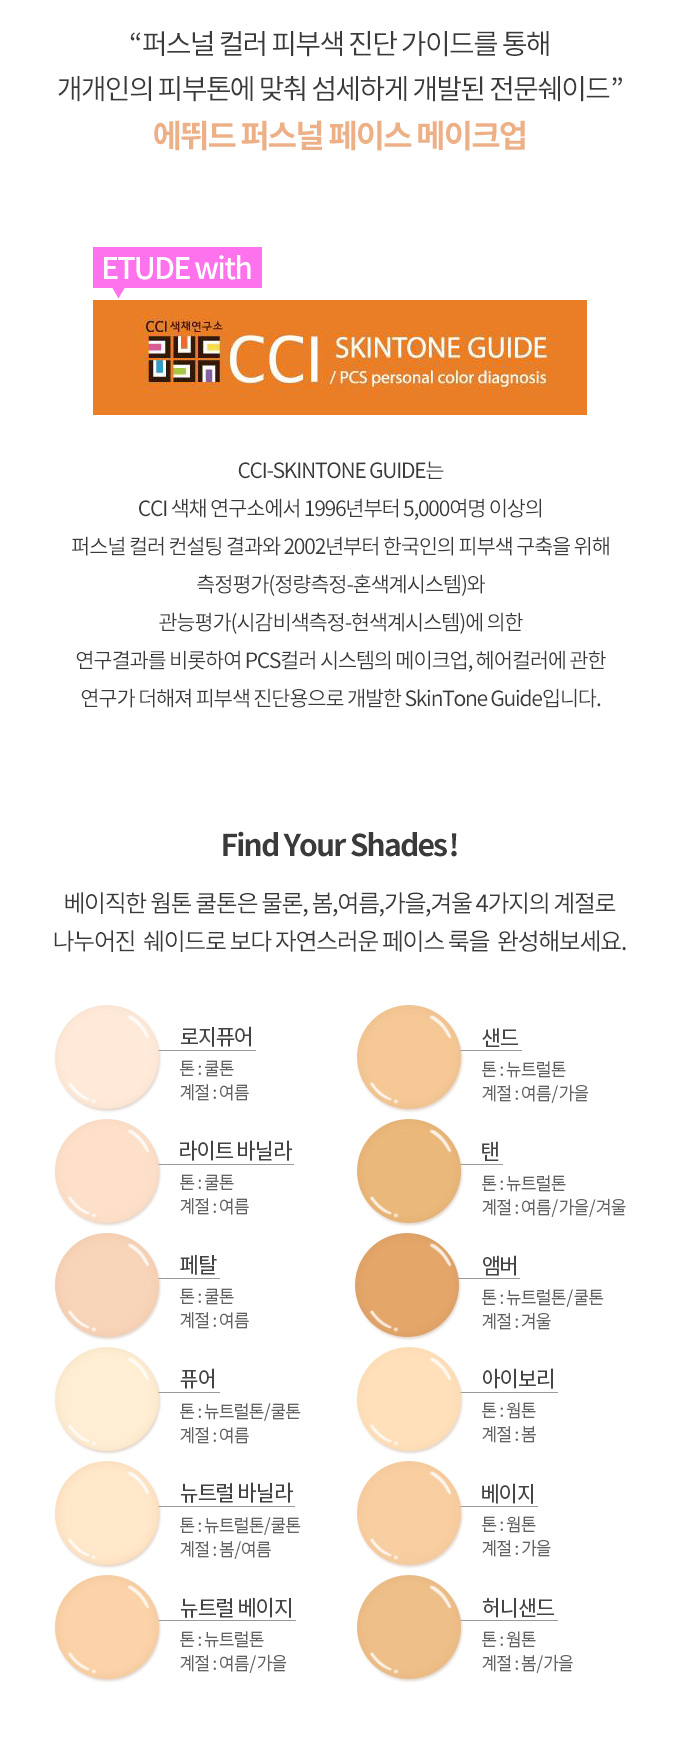 “퍼스널 컬러 피부색 진단 가이드를 통해
개개인의 피부톤에 맞춰 섬세하게 개발된 전문쉐이드”
에뛰드 퍼스널 페이스 메이크업
ETUDE with
CCI 색채연구소
CCI SKINTONE GUIDE
/ PCS personal color diagnosis
CCI-SKINTONE GUIDE는
CCI 색채 연구소에서 1996년부터 5,000여명 이상의
퍼스널 컬러 컨설팅 결과와 2002년부터 한국인의 피부색 구축을 위해
측정평가(정량측정-혼색계시스템)와
관능평가(시감비색측정-현색계시스템)에 의한
연구결과를 비롯하여 PCS컬러 시스템의 메이크업, 헤어컬러에 관한
연구가 더해져 피부색 진단용으로 개발한 SkinTone Guide입니다.
Find Your Shades!
베이직한 웜톤 쿨톤은 물론, 봄,여름,가을,겨울 4가지의 계절로
나누어진 쉐이드로 보다 자연스러운 페이스 룩을 완성해보세요.
로지퓨어
톤 : 쿨톤
계절 : 여름
라이트 바닐라
톤 : 쿨톤
계절 : 여름
페탈
톤 : 쿨톤
계절 : 여름
퓨어
톤 : 뉴트럴톤/쿨톤
계절 : 여름
뉴트럴 바닐라
톤 : 뉴트럴톤/쿨톤
계절 : 봄/여름
뉴트럴 베이지
톤 : 뉴트럴톤
계절 : 여름/가을
샌드
톤 : 뉴트럴톤
계절 : 여름/가을
탠
톤 : 뉴트럴톤
계절 : 여름/가을/겨울
앰버
톤 : 뉴트럴톤/쿨톤
계절 : 겨울
아이보리
톤 : 웜톤
계절 : 봄
베이지
톤 : 웜톤
계절 : 가을
허니샌드
톤 : 웜톤
계절 : 봄/가을